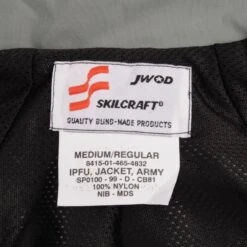 JWOD
SKILCRAFT®
QUALITY BLIND-MADE PRODUCTS
MEDIUM/REGULAR
8415-01-465-4832
IPFU, JACKET, ARMY
SP0100 - 99 - D - CB81
100% NYLON
NIB - MDS